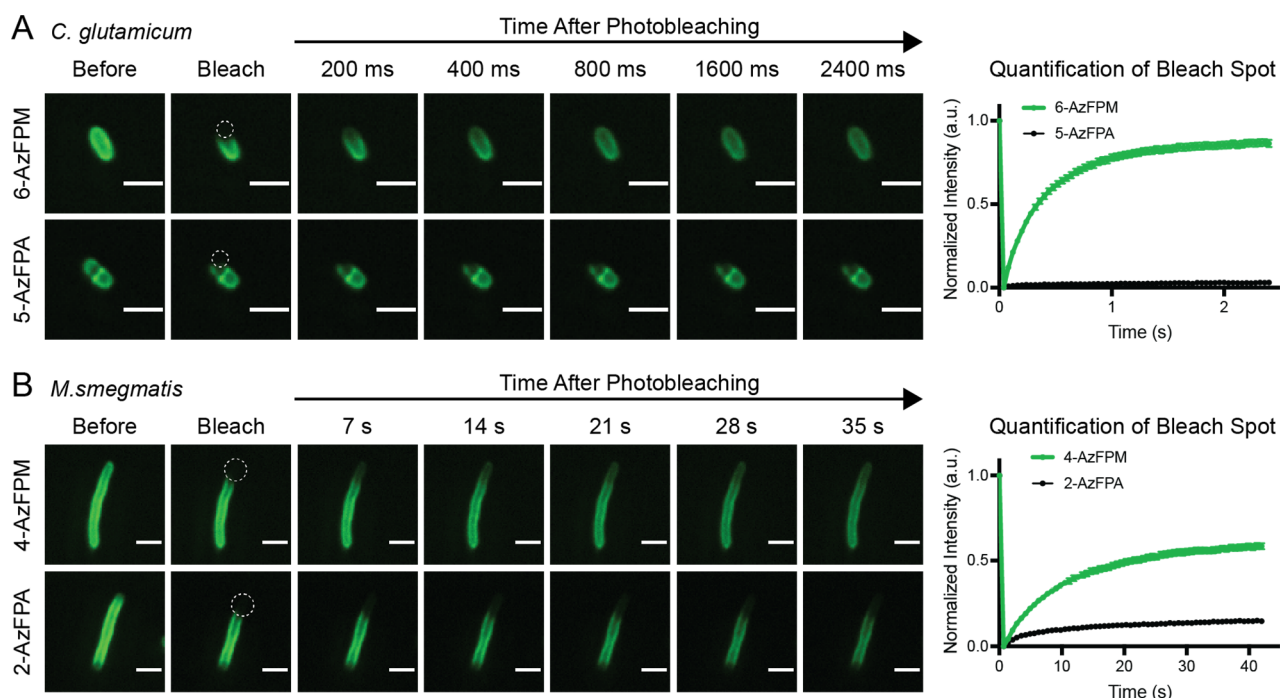 A C. glutamicum
Time After Photobleaching
Before Bleach 200 ms 400 ms 800 ms 1600 ms 2400 ms
6-AzFPM
5-AzFPA
Quantification of Bleach Spot
6-AzFPM
5-AzFPA
Normalized Intensity (a.u.)
1.0
0.5
0.0
0 1 2
Time (s)
B M.smegmatis
Time After Photobleaching
Before Bleach 7 s 14 s 21 s 28 s 35 s
4-AzFPM
2-AzFPA
Quantification of Bleach Spot
4-AzFPM
2-AzFPA
Normalized Intensity (a.u.)
1.0
0.5
0.0
0 10 20 30 40
Time (s)